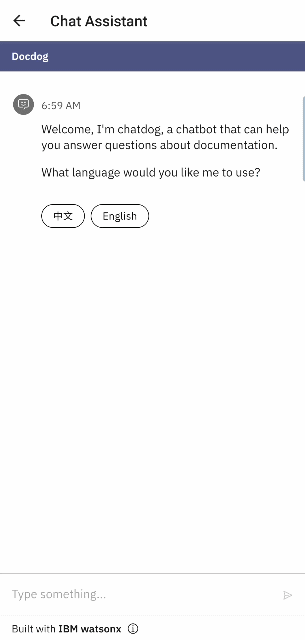 Chat Assistant
Docdog
6:59 AM
Welcome, I'm chatdog, a chatbot that can help
you answer questions about documentation.
What language would you like me to use?
中文 English
Type something...
Built with IBM watsonx